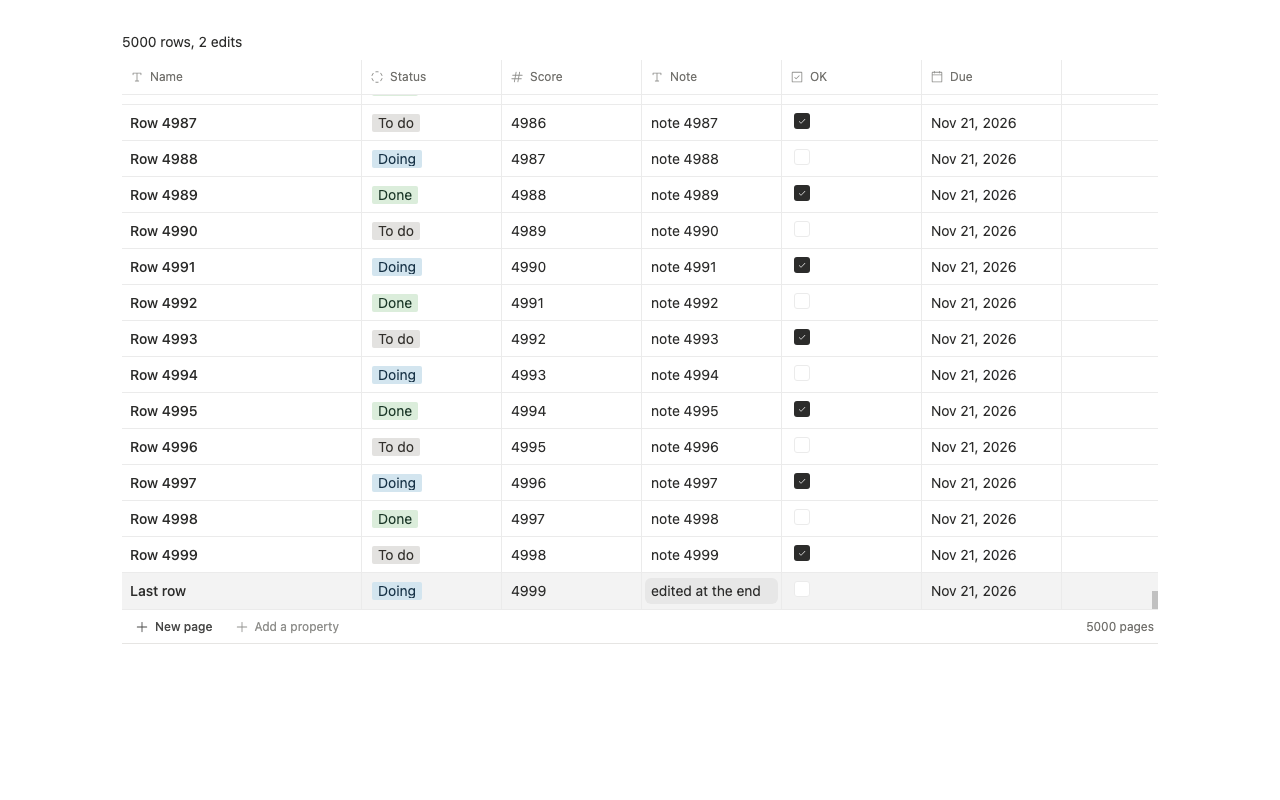 5000 rows, 2 edits
Name Status Score Note OK Due
Row 4987 To do 4986 note 4987 Nov 21, 2026
Row 4988 Doing 4987 note 4988 Nov 21, 2026
Row 4989 Done 4988 note 4989 Nov 21, 2026
Row 4990 To do 4989 note 4990 Nov 21, 2026
Row 4991 Doing 4990 note 4991 Nov 21, 2026
Row 4992 Done 4991 note 4992 Nov 21, 2026
Row 4993 To do 4992 note 4993 Nov 21, 2026
Row 4994 Doing 4993 note 4994 Nov 21, 2026
Row 4995 Done 4994 note 4995 Nov 21, 2026
Row 4996 To do 4995 note 4996 Nov 21, 2026
Row 4997 Doing 4996 note 4997 Nov 21, 2026
Row 4998 Done 4997 note 4998 Nov 21, 2026
Row 4999 To do 4998 note 4999 Nov 21, 2026
Last row Doing 4999 edited at the end Nov 21, 2026
New page Add a property 5000 pages